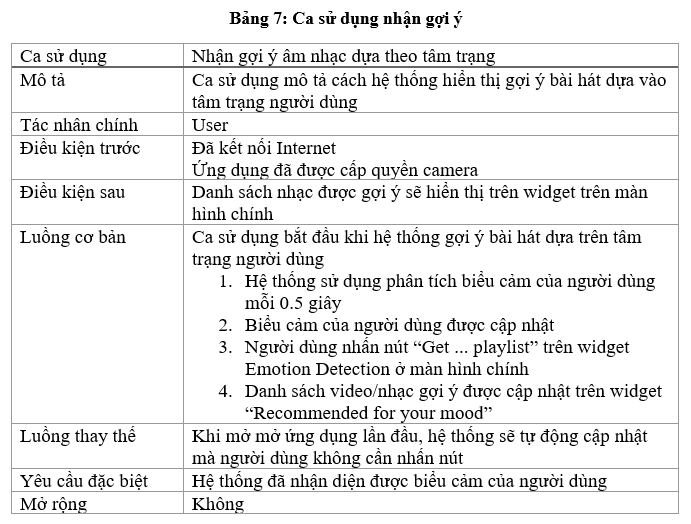 Bảng 7: Ca sử dụng nhận gợi ý
Ca sử dụng Nhận gợi ý âm nhạc dựa theo tâm trạng
Mô tả Ca sử dụng mô tả cách hệ thống hiển thị gợi ý bài hát dựa vào
tâm trạng người dùng
Tác nhân chính User
Điều kiện trước Đã kết nối Internet
Ứng dụng đã được cấp quyền camera
Điều kiện sau Danh sách nhạc được gợi ý sẽ hiển thị trên widget trên màn
hình chính
Luồng cơ bản Ca sử dụng bắt đầu khi hệ thống gợi ý bài hát dựa trên tâm
trạng người dùng
1. Hệ thống sử dụng phân tích biểu cảm của người dùng
mỗi 0.5 giây
2. Biểu cảm của người dùng được cập nhật
3. Người dùng nhấn nút “Get ... playlist” trên widget
Emotion Detection ở màn hình chính
4. Danh sách video/nhạc gợi ý được cập nhật trên widget
“Recommended for your mood”
Luồng thay thế Khi mở mở ứng dụng lần đầu, hệ thống sẽ tự động cập nhật
mà người dùng không cần nhấn nút
Yêu cầu đặc biệt Hệ thống đã nhận diện được biểu cảm của người dùng
Mở rộng Không